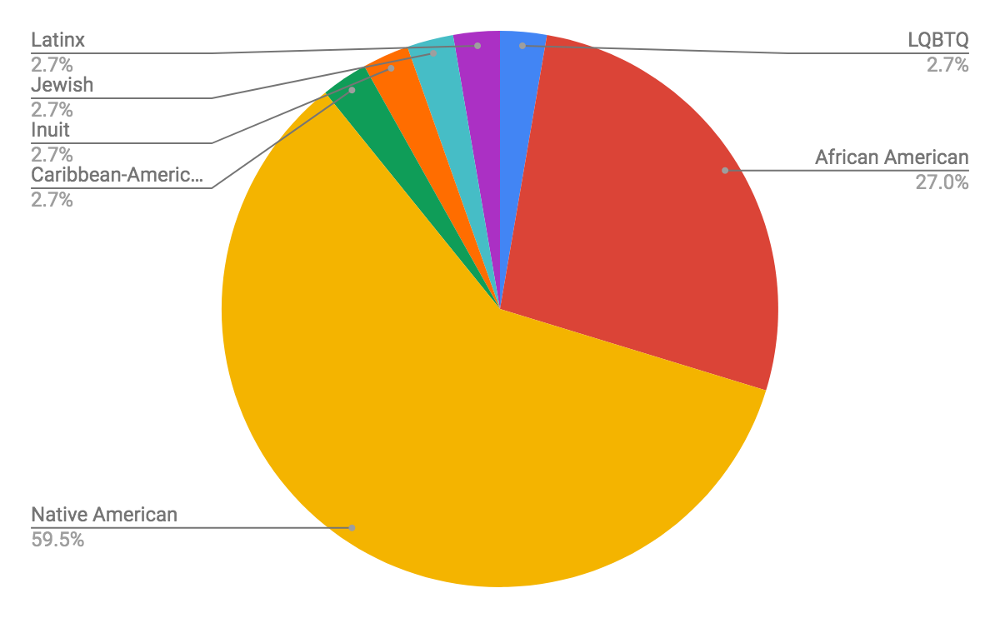 Latinx
2.7%
Jewish
2.7%
Inuit
2.7%
Caribbean-Americ...
2.7%
Native American
59.5%
LQBTQ
2.7%
African American
27.0%